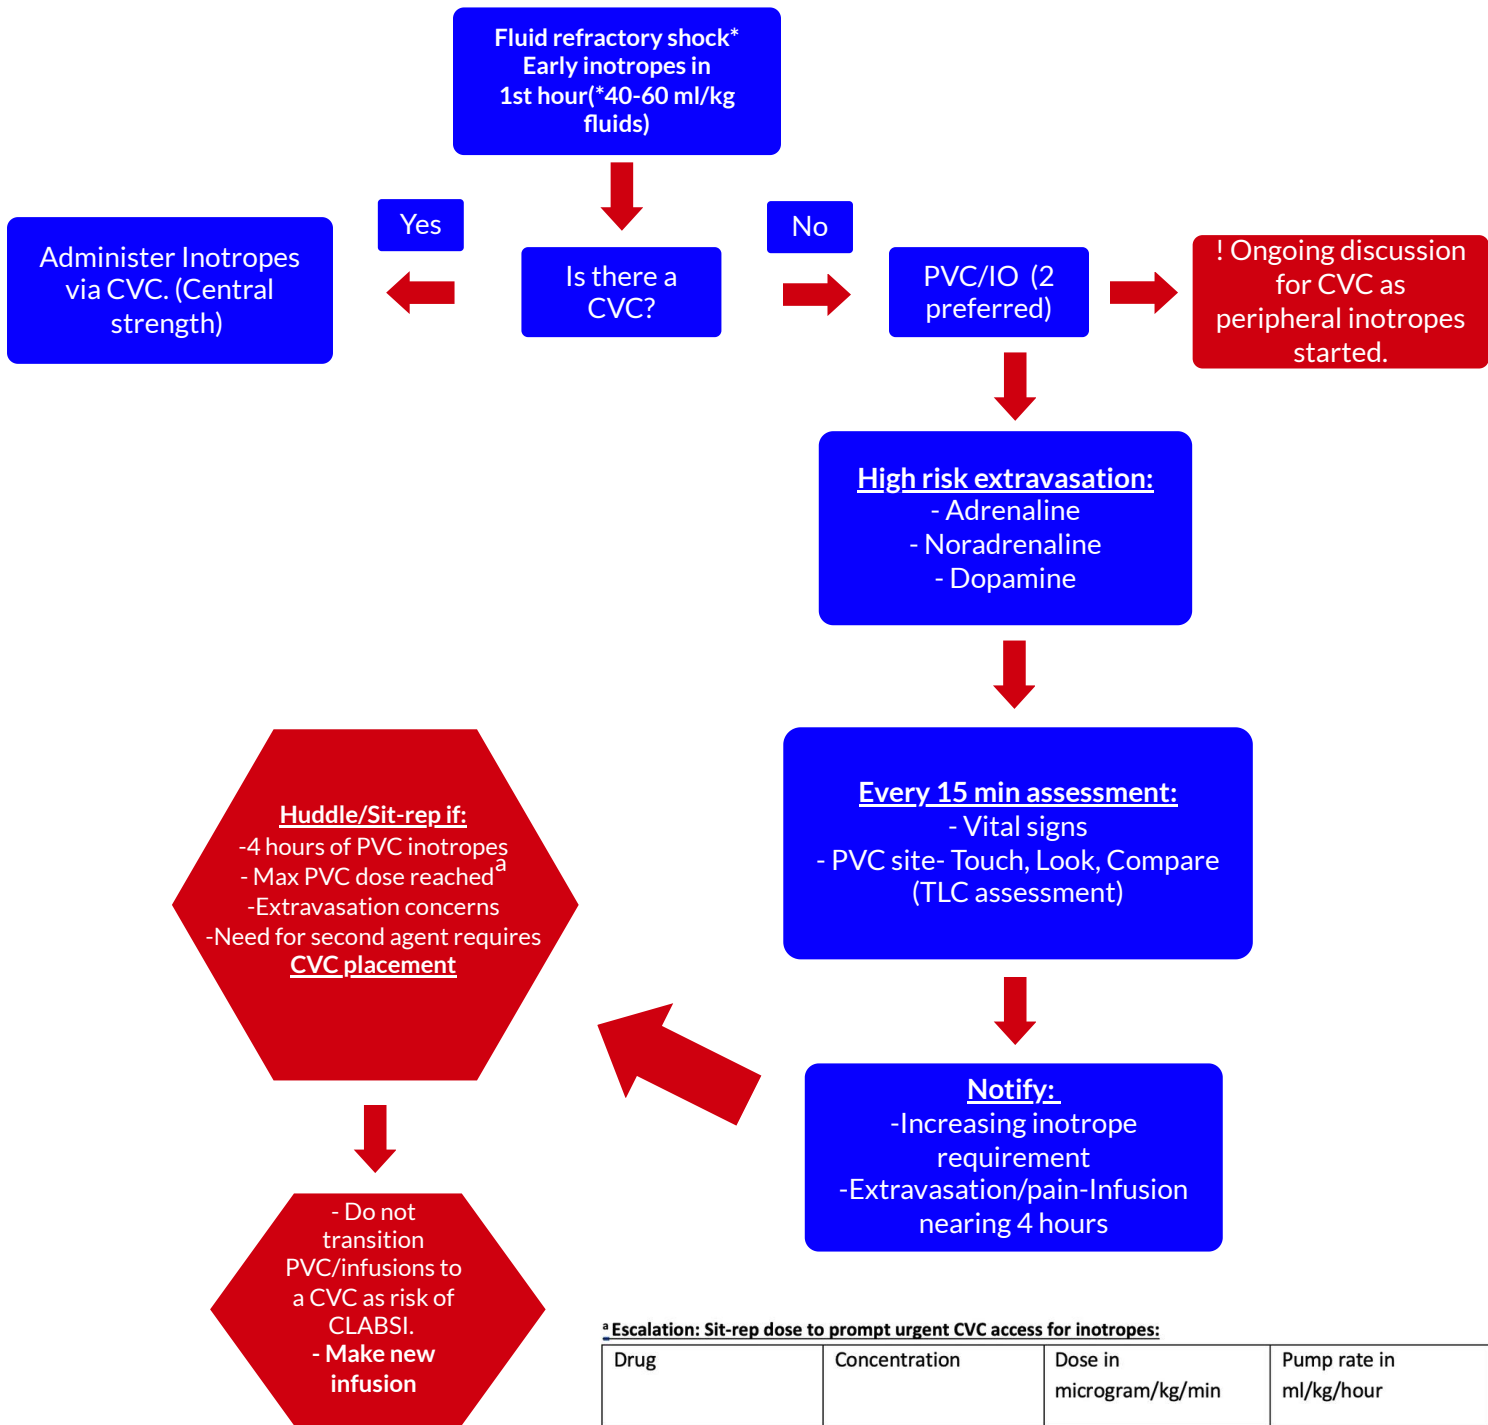 Fluid refractory shock*
Early inotropes in
1st hour(*40-60 ml/kg
fluids)
Yes
No
Administer Inotropes
via CVC. (Central
strength)
Is there a
CVC?
PVC/IO (2
preferred)
! Ongoing discussion
for CVC as
peripheral inotropes
started.
High risk extravasation:
- Adrenaline
- Noradrenaline
- Dopamine
Every 15 min assessment:
- Vital signs
- PVC site- Touch, Look, Compare
(TLC assessment)
Notify:
-Increasing inotrope
requirement
-Extravasation/pain-Infusion
nearing 4 hours
Huddle/Sit-rep if:
-4 hours of PVC inotropes
- Max PVC dose reached a
-Extravasation concerns
-Need for second agent requires
CVC placement
- Do not
transition
PVC/infusions to
a CVC as risk of
CLABSI.
- Make new
infusion
a Escalation: Sit-rep dose to prompt urgent CVC access for inotropes:
Drug
Concentration
Dose in
microgram/kg/min
Pump rate in
ml/kg/hour